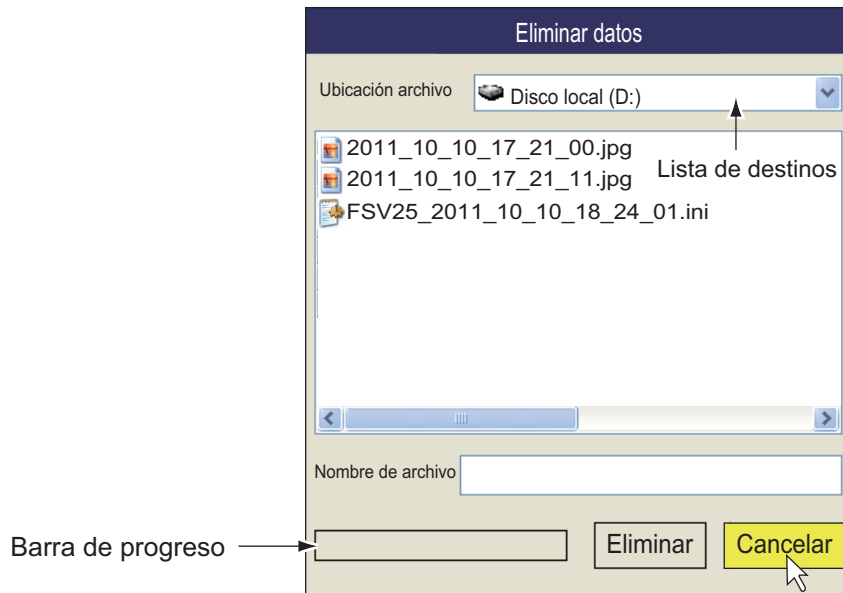 Eliminar datos
Ubicación archivo
Disco local (D:)
2011_10_10_17_21_00.jpg
2011_10_10_17_21_11.jpg
Lista de destinos
FSV25_2011_10_10_18_24_01.ini
Nombre de archivo
Barra de progreso
Eliminar
Cancelar